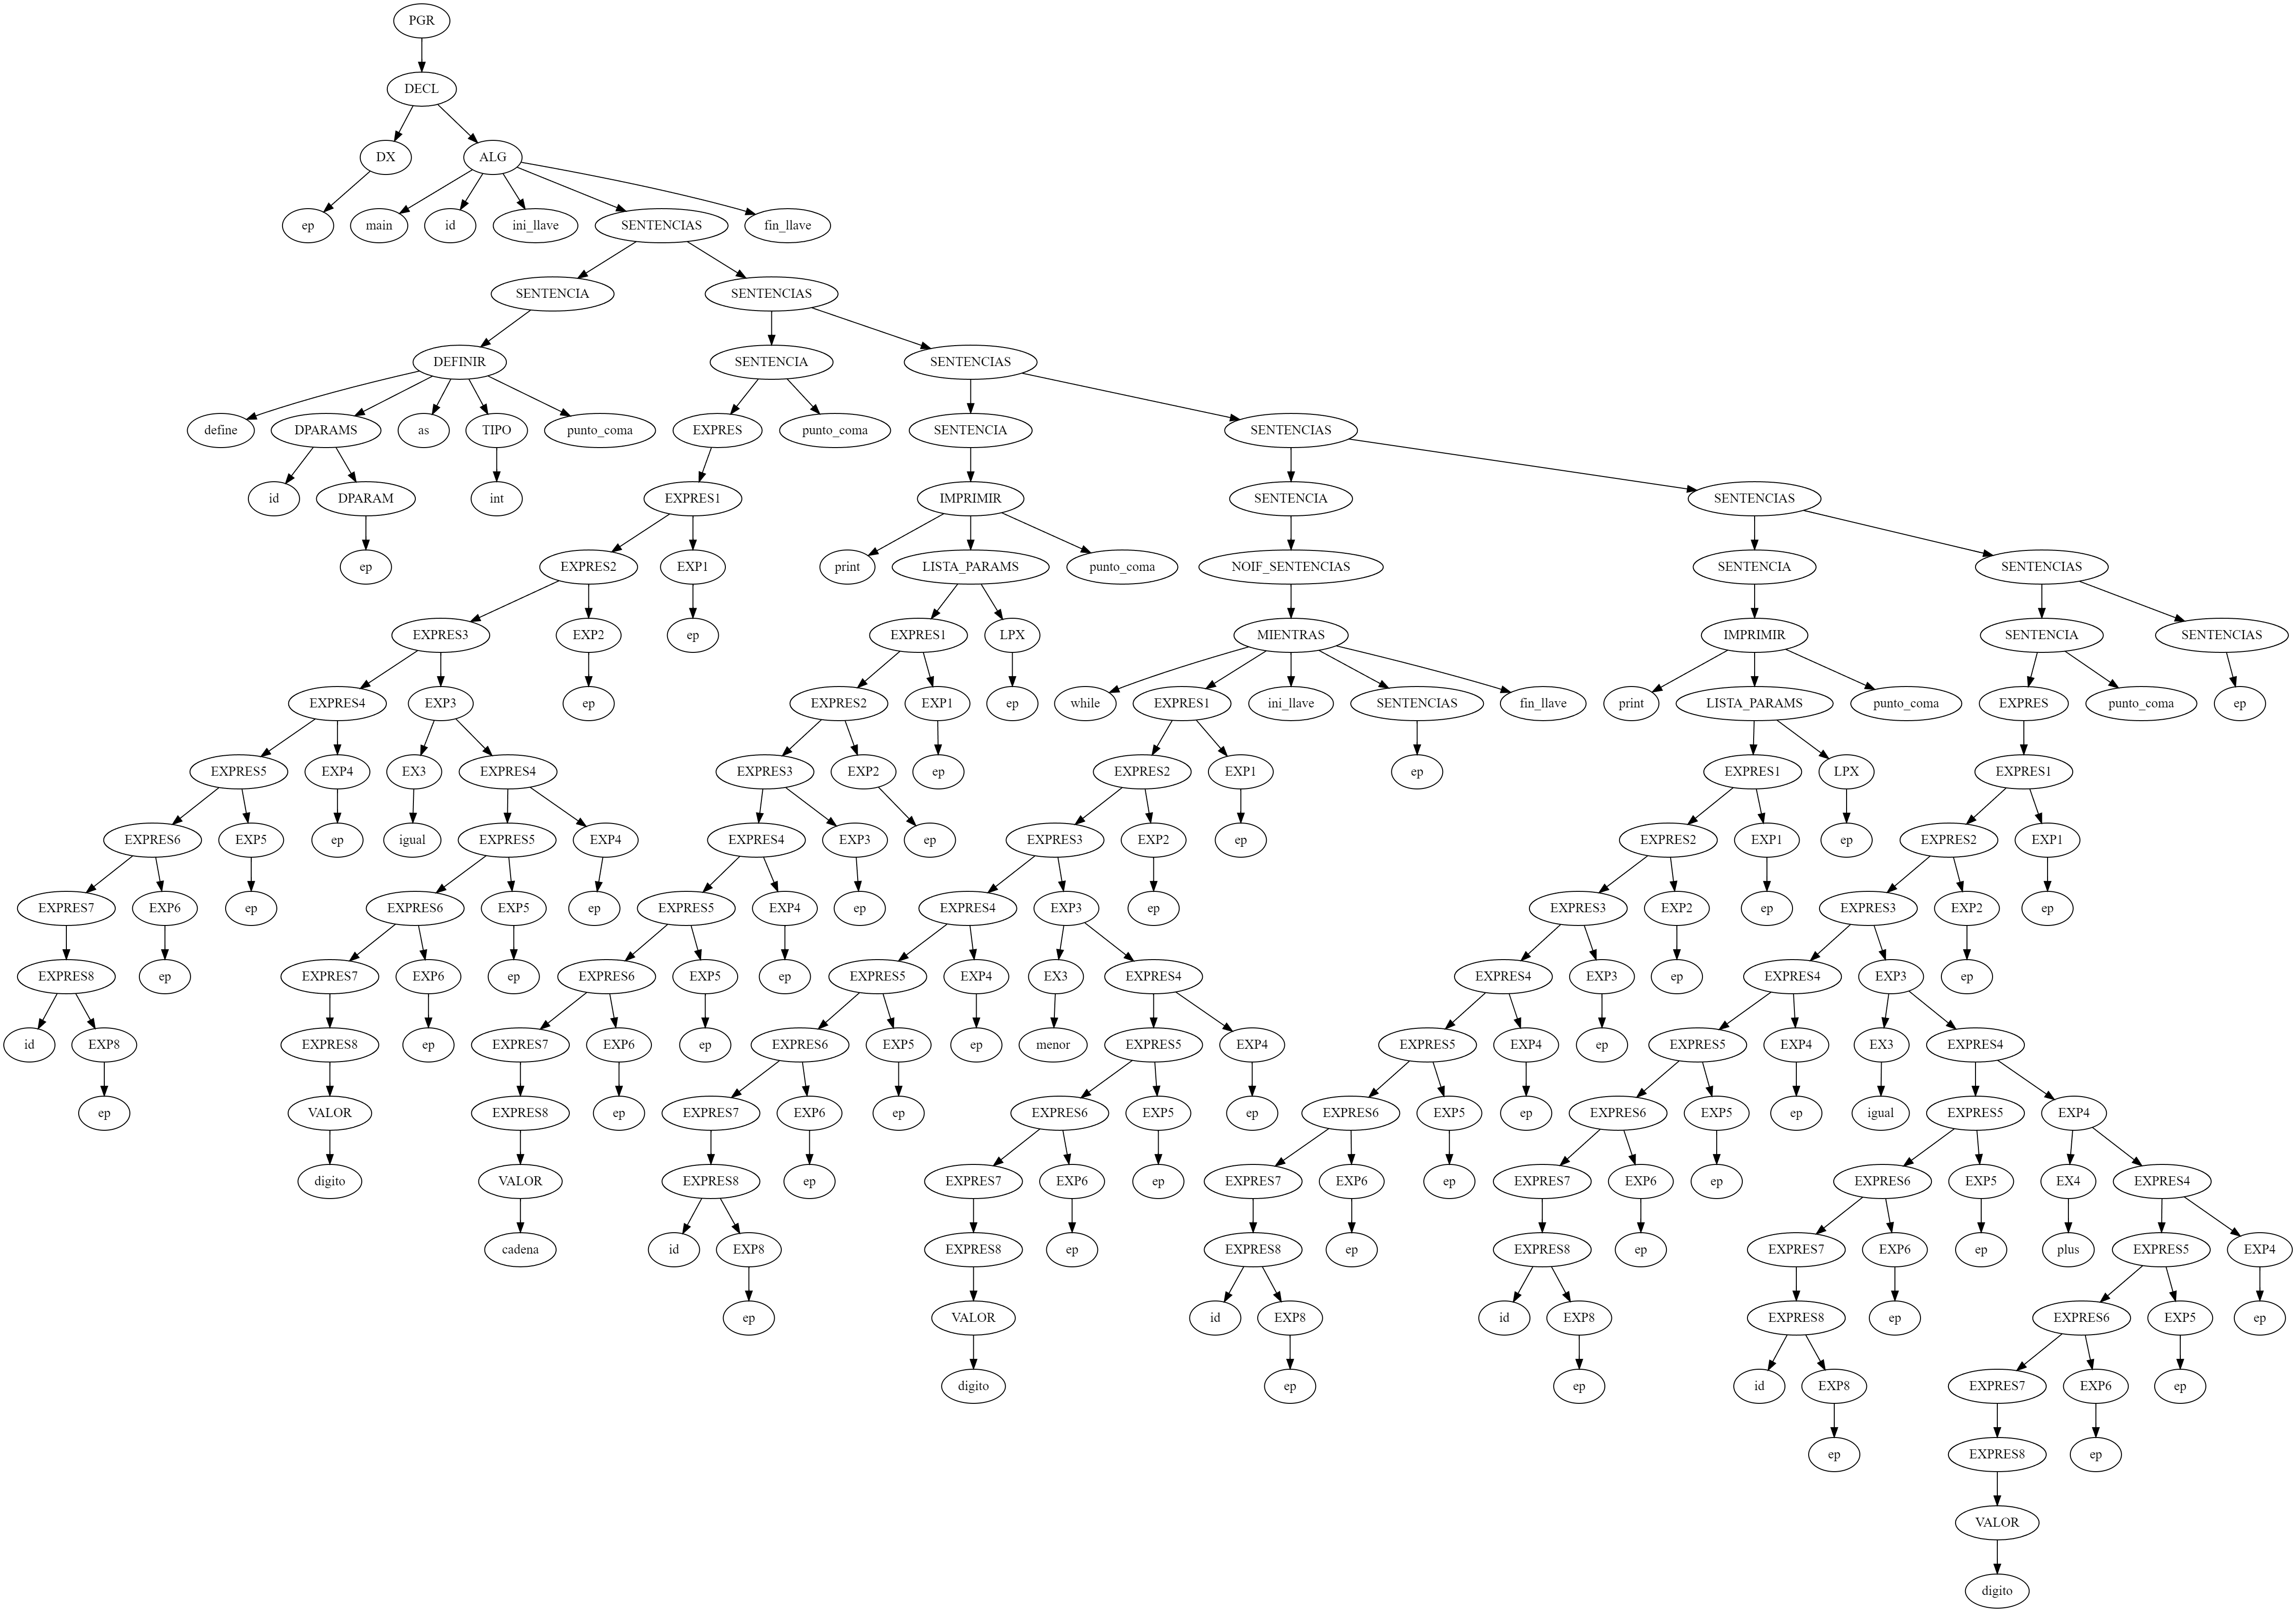 PGR
DECL
DX ALG
ep main id ini_llave SENTENCIAS fin_llave
SENTENCIA SENTENCIAS
DEFINIR SENTENCIA SENTENCIAS
define DPARAMS as TIPO punto_coma EXPRES punto_coma SENTENCIA SENTENCIAS
id DPARAM int EXPRES1 IMPRIMIR SENTENCIA SENTENCIAS
ep EXPRES2 EXP1 print LISTA_PARAMS punto_coma NOIF_SENTENCIAS SENTENCIA SENTENCIAS
EXPRES3 EXP2 ep EXPRES1 LPX MIENTRAS IMPRIMIR SENTENCIA SENTENCIAS
EXPRES4 EXP3 ep EXPRES2 EXP1 ep while EXPRES1 ini_llave SENTENCIAS fin_llave print LISTA_PARAMS punto_coma EXPRES punto_coma ep
EXPRES5 EXP4 EX3 EXPRES4 EXPRES3 EXP2 ep EXPRES2 EXP1 ep EXPRES1 LPX EXPRES1
EXPRES6 EXP5 ep igual EXPRES5 EXP4 EXPRES4 EXP3 ep EXPRES3 EXP2 ep EXPRES2 EXP1 ep EXPRES2 EXP1
EXPRES7 EXP6 ep EXPRES6 EXP5 ep EXPRES5 EXP4 ep EXPRES4 EXP3 ep EXPRES3 EXP2 ep EXPRES3 EXP2 ep
EXPRES8 ep EXPRES7 EXP6 ep EXPRES6 EXP5 ep EXPRES5 EXP4 EX3 EXPRES4 EXPRES4 EXP3 ep EXPRES4 EXP3 ep
id EXP8 EXPRES8 ep EXPRES7 EXP6 ep EXPRES6 EXP5 ep menor EXPRES5 EXP4 EXPRES5 EXP4 ep EXPRES5 EXP4 EX3 EXPRES4
ep VALOR EXPRES8 ep EXPRES7 EXP6 ep EXPRES6 EXP5 ep EXPRES6 EXP5 ep EXPRES6 EXP5 ep igual EXPRES5 EXP4
digito VALOR EXPRES8 ep EXPRES7 EXP6 ep EXPRES7 EXP6 ep EXPRES7 EXP6 ep EXPRES6 EXP5 EX4 EXPRES4
cadena id EXP8 EXPRES8 ep EXPRES8 ep EXPRES8 ep EXPRES7 EXP6 ep plus EXPRES5 EXP4
ep VALOR id EXP8 id EXP8 EXPRES8 ep EXPRES6 EXP5 ep
digito ep ep id EXP8 EXPRES7 EXP6 ep
ep EXPRES8 ep
VALOR
digito